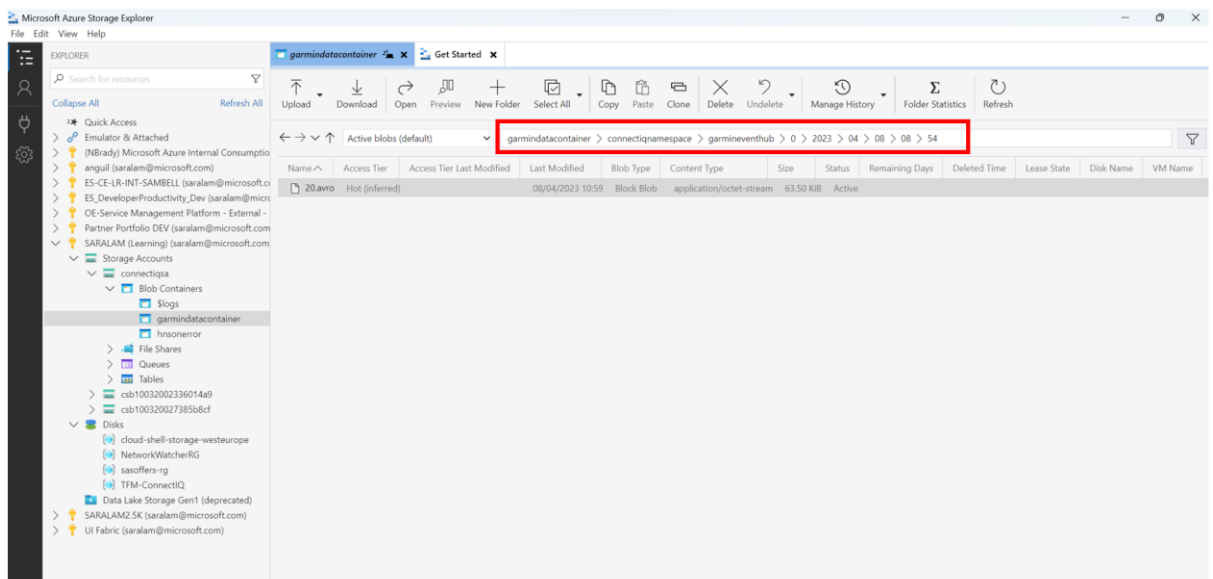 Microsoft Azure Storage Explorer
File Edit View Help
EXPLORER
Search for resources
Collapse All Refresh All
Quick Access
Emulator & Attached
(NBrady) Microsoft Azure Internal Consumptio
anguil (saralam@microsoft.com)
ES-CE-LR-INT-SAMBELL (saralam@microsoft.co
ES_DeveloperProductivity_Dev (saralam@micro
OE-Service Management Platform - External -
Partner Portfolio DEV (saralam@microsoft.com
SARALAM (Learning) (saralam@microsoft.com
Storage Accounts
connectiqsa
Blob Containers
$logs
garmindatacontainer
hnsonerror
File Shares
Queues
Tables
csb10032002336014a9
csb100320027385b8cf
Disks
cloud-shell-storage-westeurope
NetworkWatcherRG
sasoffers-rg
TFM-ConnectIQ
Data Lake Storage Gen1 (deprecated)
SARALAM2.5K (saralam@microsoft.com)
UI Fabric (saralam@microsoft.com)
garmindatacontainer Get Started
Upload Download Open Preview New Folder Select All Copy Paste Clone Delete Undelete Manage History Folder Statistics Refresh
Active blobs (default) garmindatacontainer > connectiqnamespace > garmineventhub > 0 > 2023 > 04 > 08 > 08 > 54
Name Access Tier Access Tier Last Modified Last Modified Blob Type Content Type Size Status Remaining Days Deleted Time Lease State Disk Name VM Name
20.avro Hot (inferred) 08/04/2023 10:59 Block Blob application/octet-stream 63.50 KiB Active